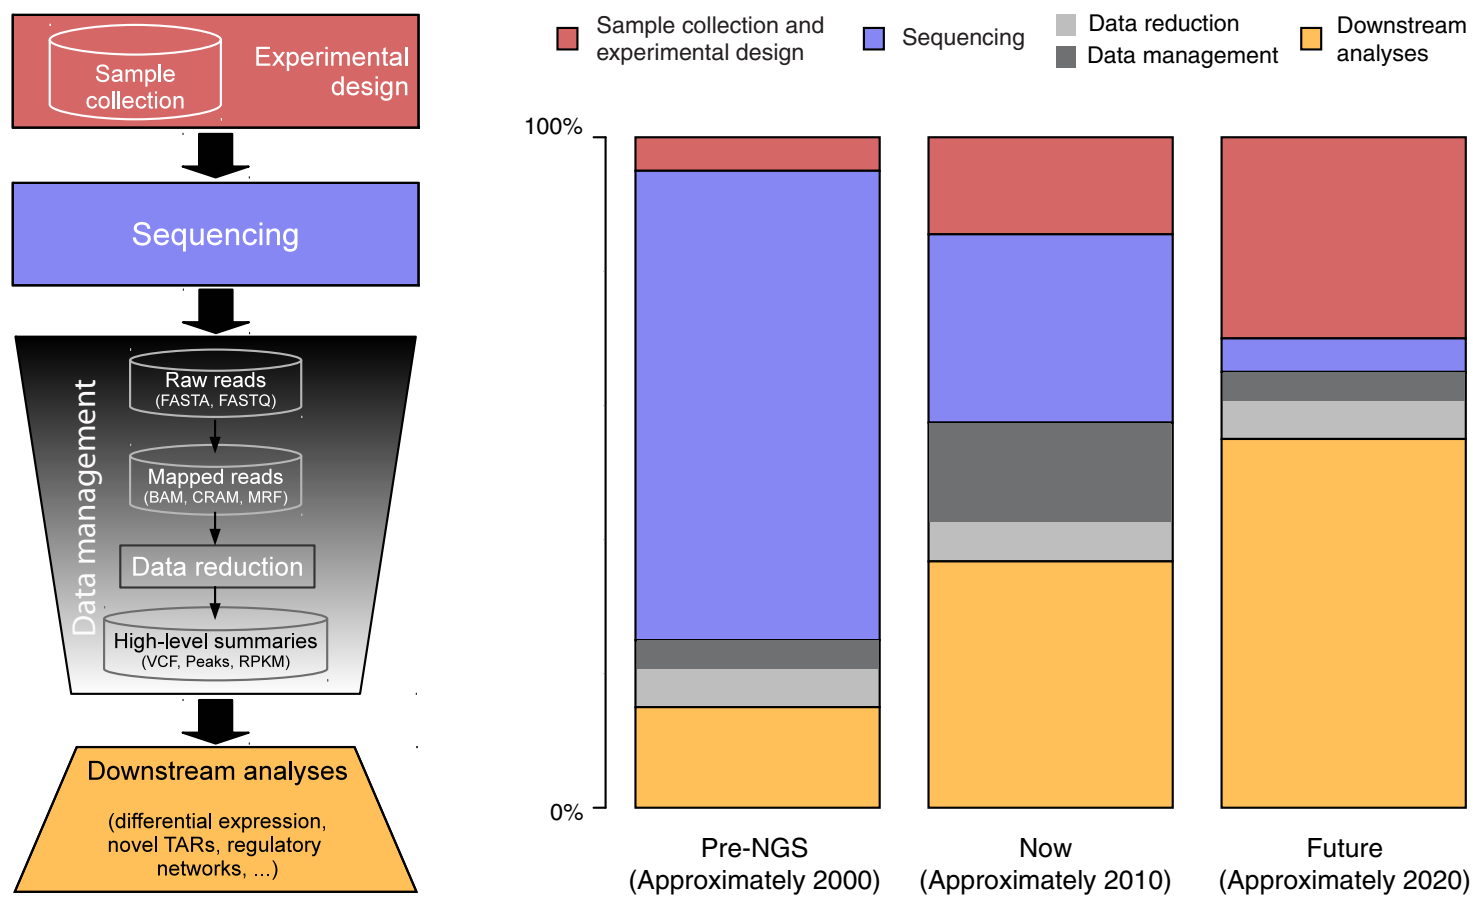 Sample
collection
Experimental
design
Sequencing
Data management
Raw reads
(FASTA, FASTQ)
Mapped reads
(BAM, CRAM, MRF)
Data reduction
High-level summaries
(VCF, Peaks, RPKM)
Downstream analyses
(differential expression,
novel TARs, regulatory
networks, ...)
Sample collection and
experimental design
Sequencing
Data reduction
Data management
Downstream
analyses
100%
0%
Pre-NGS
(Approximately 2000)
Now
(Approximately 2010)
Future
(Approximately 2020)